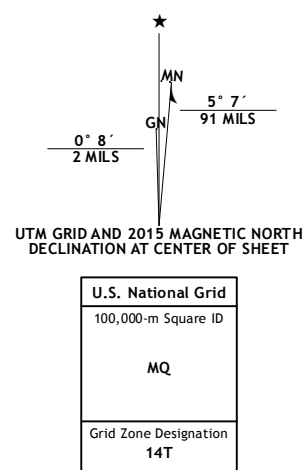 MN
GN
5° 7´
91 MILS
0° 8´
2 MILS
UTM GRID AND 2015 MAGNETIC NORTH
DECLINATION AT CENTER OF SHEET
U.S. National Grid
100,000-m Square ID
MQ
Grid Zone Designation
14T